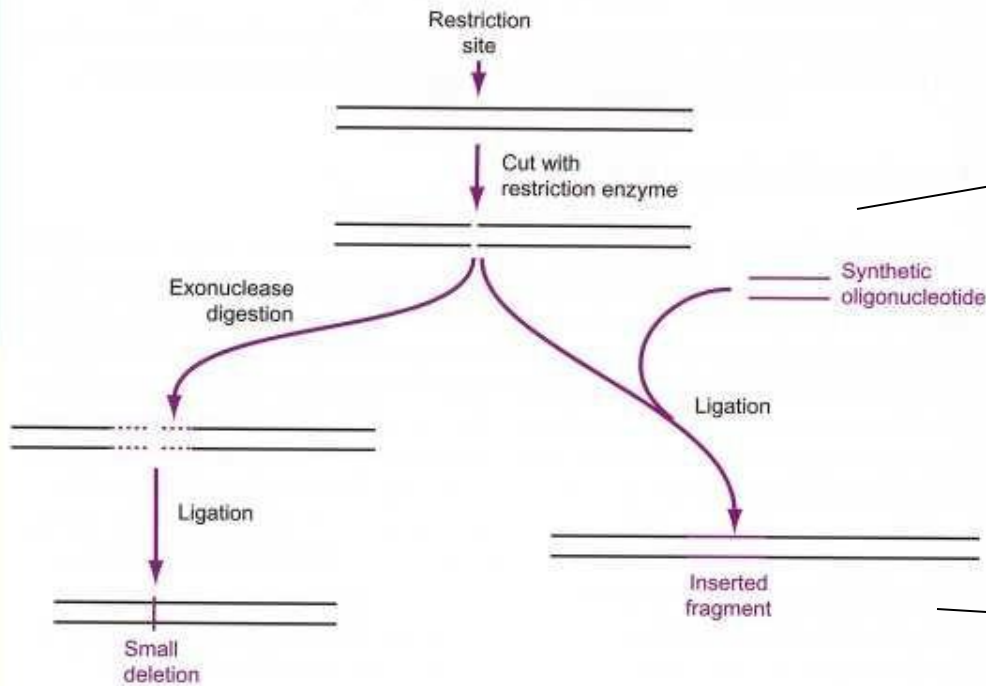 Restriction
site
Cut with
restriction enzyme
Synthetic
oligonucleotide
Exonuclease
digestion
Ligation
Ligation
Inserted
fragment
Small
deletion